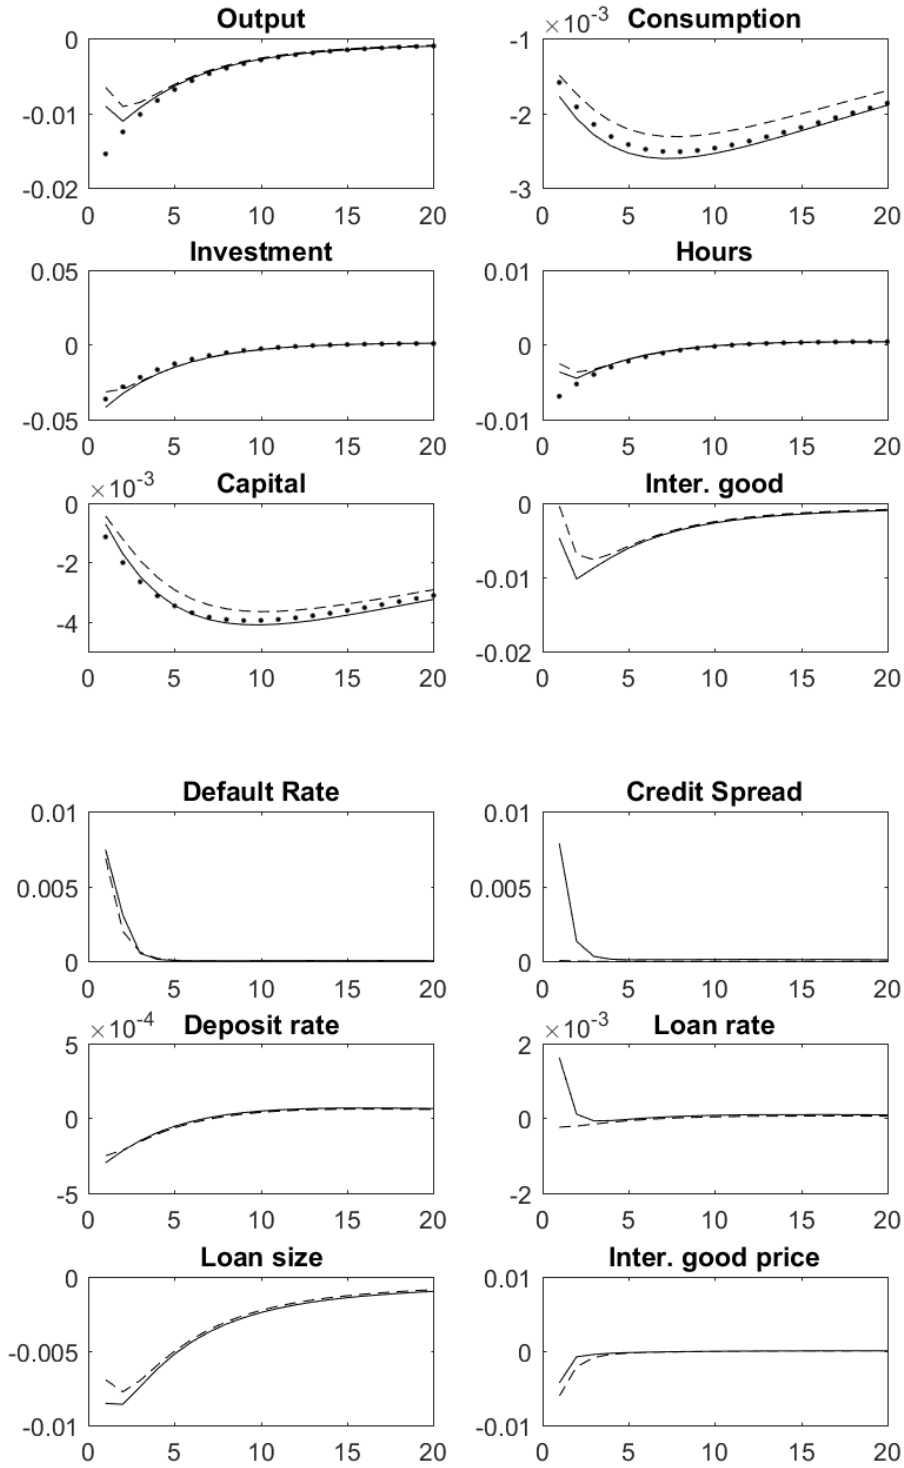 Output
0
-0.01
-0.02
0 5 10 15 20
Consumption
×10-3
-1
-2
-3
0 5 10 15 20
Investment
0.05
0
-0.05
0 5 10 15 20
Hours
0.01
0
-0.01
0 5 10 15 20
Capital
×10-3
0
-2
-4
0 5 10 15 20
Inter. good
0
-0.01
-0.02
0 5 10 15 20
Default Rate
0.01
0.005
0
0 5 10 15 20
Credit Spread
0.01
0.005
0
0 5 10 15 20
Deposit rate
×10-4
5
0
-5
0 5 10 15 20
Loan rate
×10-3
2
0
-2
0 5 10 15 20
Loan size
0
-0.005
-0.01
0 5 10 15 20
Inter. good price
0.01
0
-0.01
0 5 10 15 20